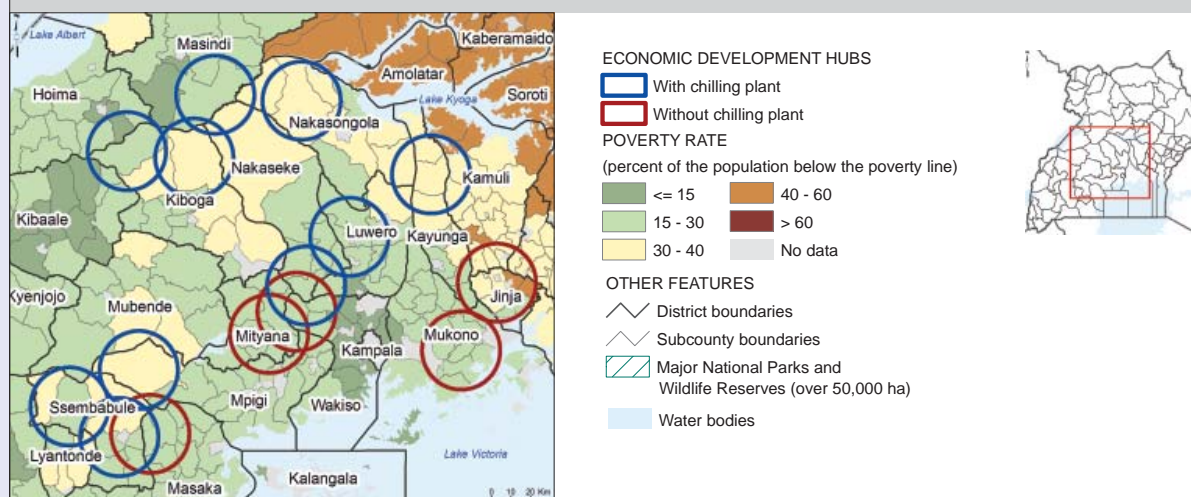 Lake Albert
Masindi
Kaberamaido
Amolatar
Hoima
Lake Kyoga
Soroti
Nakasongola
Nakaseke
Kamuli
Kiboga
Kibaale
Luwero
Kayunga
Kyenjojo
Mubende
Jinja
Mityana
Mukono
Kampala
Ssembabule
Mpigi
Wakiso
Lyantonde
Lake Victoria
Kalangala
Masaka
0 10 20 Km
ECONOMIC DEVELOPMENT HUBS
With chilling plant
Without chilling plant
POVERTY RATE
(percent of the population below the poverty line)
<= 15
40 - 60
15 - 30
> 60
30 - 40
No data
OTHER FEATURES
District boundaries
Subcounty boundaries
Major National Parks and
Wildlife Reserves (over 50,000 ha)
Water bodies